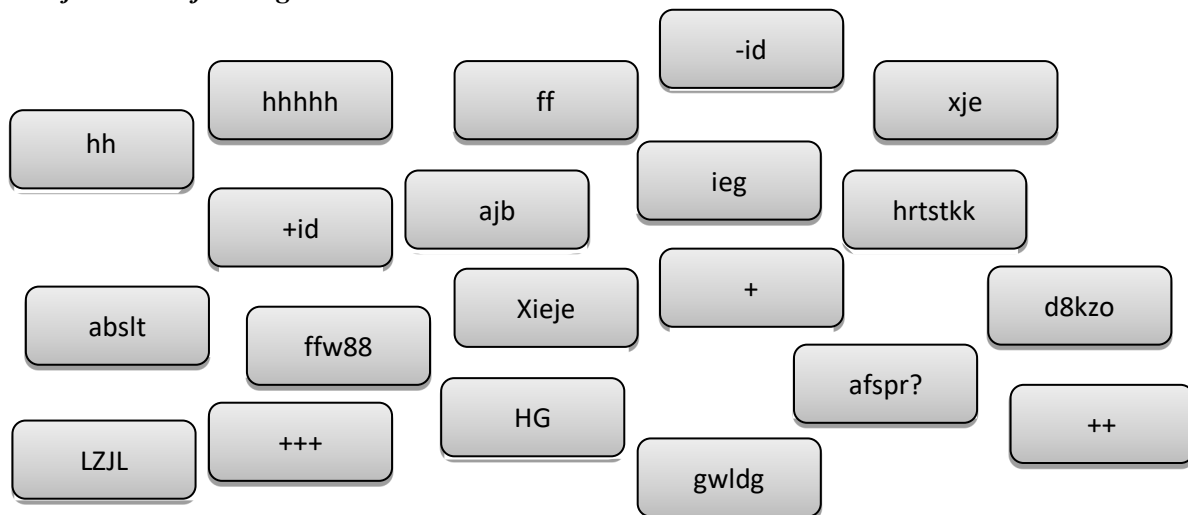 -id
hhhhh
ff
xje
hh
ieg
ajb
hrtstkk
+id
+
Xieje
d8kzo
abslt
ffw88
afspr?
HG
++
+++
LZJL
gwldg